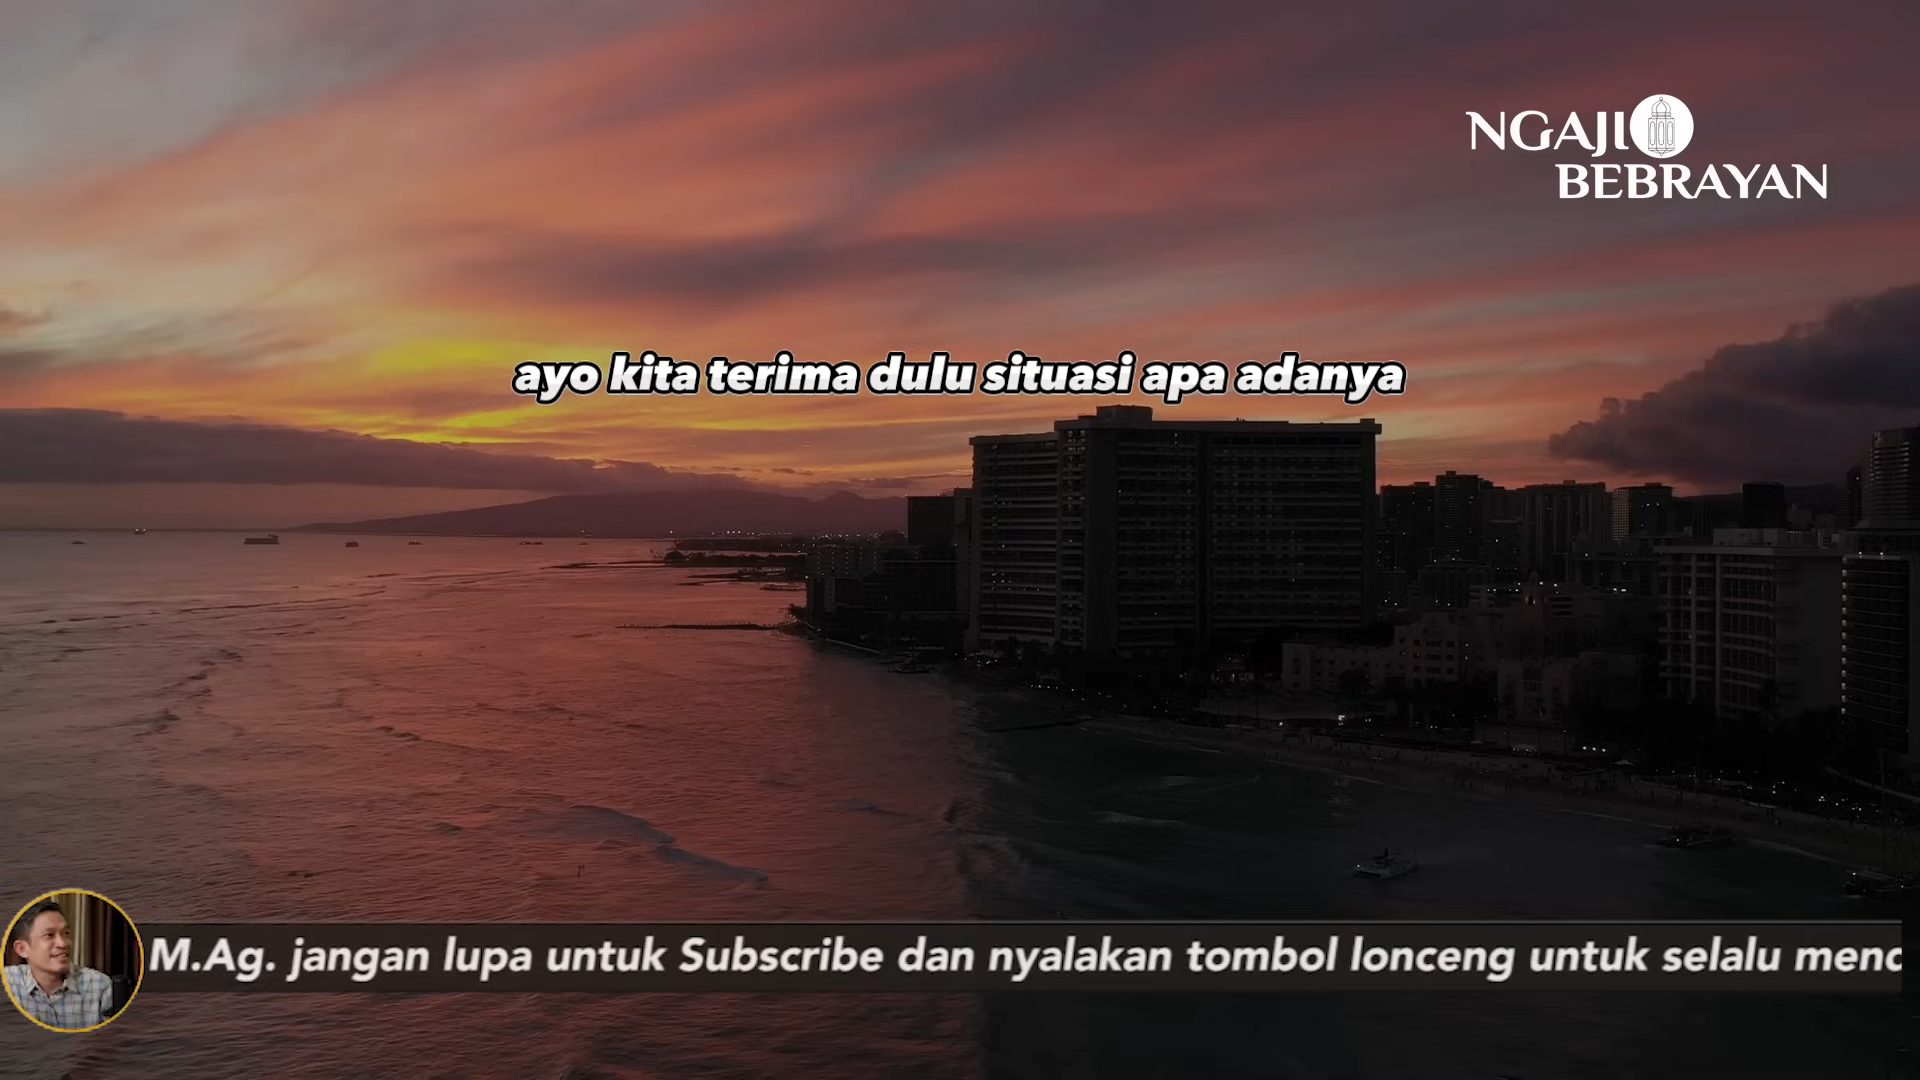 NGAJI
BEBRAYAN
ayo kita terima dulu situasi apa adanya
M.Ag. jangan lupa untuk Subscribe dan nyalakan tombol lonceng untuk selalu menc